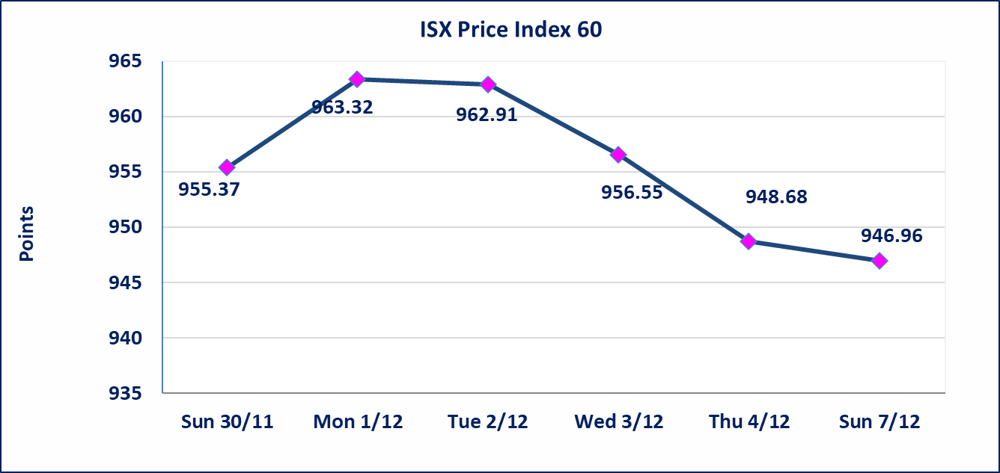 ISX Price Index 60
Points
965
960
955
950
945
940
935
955.37
963.32
962.91
956.55
948.68
946.96
Sun 30/11
Mon 1/12
Tue 2/12
Wed 3/12
Thu 4/12
Sun 7/12